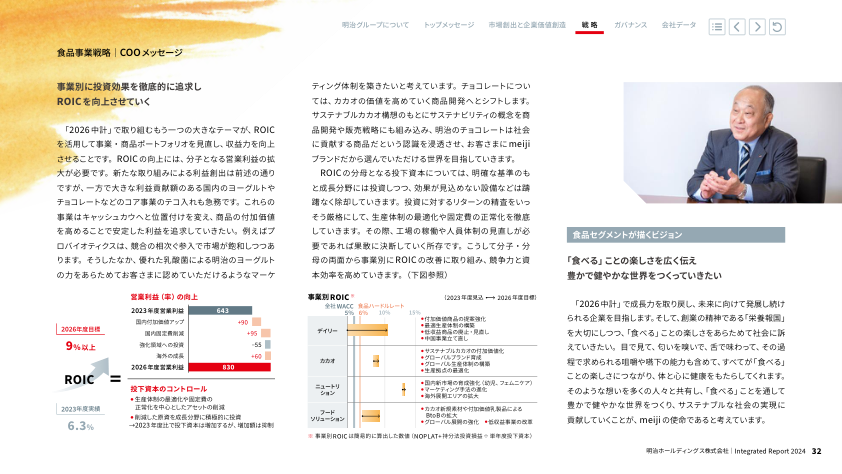 明治グループについて　トップメッセージ　市場創出と企業価値創造　戦略　ガバナンス　会社データ
食品事業戦略｜COOメッセージ
事業別に投資効果を徹底的に追求し
ROICを向上させていく
「2026中計」で取り組むもう一つの大きなテーマが、ROIC
を活用して事業・商品ポートフォリオを見直し、収益力を向上
させることです。ROICの向上には、分子となる営業利益の拡
大が必要です。新たな取り組みによる利益創出は前述の通り
ですが、一方で大きな利益貢献額のある国内のヨーグルトや
チョコレートなどのコア事業のテコ入れも急務です。これらの
事業はキャッシュカウへと位置付けを変え、商品の付加価値
を高めることで安定した利益を追求していきたい。例えばプ
ロバイオティクスは、競合の相次ぐ参入で市場が飽和しつつあ
ります。そうしたなか、優れた乳酸菌による明治のヨーグルト
の力をあらためてお客さまに認めていただけるようなマーケ
ティング体制を築きたいと考えています。チョコレートについ
ては、カカオの価値を高めていく商品開発へとシフトします。
サステナブルカカオ構想のもとにサステナビリティの概念を商
品開発や販売戦略にも組み込み、明治のチョコレートは社会
に貢献する商品だという認識を浸透させ、お客さまにmeiji
ブランドだから選んでいただける世界を目指していきます。
ROICの分母となる投下資本については、明確な基準のも
と成長分野には投資しつつ、効果が見込めない設備などは躊
躇なく除却していきます。投資に対するリターンの精査をいっ
そう厳格にして、生産体制の最適化や固定費の正常化を徹底
していきます。その際、工場の稼働や人員体制の見直しが必
要であれば果敢に決断していく所存です。こうして分子・分
母の両面から事業別にROICの改善に取り組み、競争力と資
本効率を高めていきます。（下図参照）
食品セグメントが描くビジョン
「食べる」ことの楽しさを広く伝え
豊かで健やかな世界をつくっていきたい
「2026中計」で成長力を取り戻し、未来に向けて発展し続け
られる企業を目指します。そして、創業の精神である「栄養報国」
を大切にしつつ、「食べる」ことの楽しさをあらためて社会に訴
えていきたい。目で見て、匂いを嗅いで、舌で味わって、その過
程で求められる咀嚼や嚥下の能力も含めて、すべてが「食べる」
ことの楽しさにつながり、体と心に健康をもたらしてくれます。
そのような想いを多くの人々と共有し、「食べる」ことを通して
豊かで健やかな世界をつくり、サステナブルな社会の実現に
貢献していくことが、meijiの使命であると考えています。
2026年度目標
9%以上
ROIC
2023年度実績
6.3%
=
営業利益（率）の向上
2023年度営業利益 643
国内付加価値アップ +90
国内固定費削減 +95
強化領域への投資 -55
海外の成長 +60
2026年度営業利益 830
投下資本のコントロール
●生産体制の最適化や固定費の
正常化を中心としたアセットの削減
●削減した原資を成長分野に積極的に投資
→2023年度比で投下資本は増加するが、増加額は抑制
事業別ROIC※
（2023年度見込 ⟷ 2026年度目標）
全社WACC 食品ハードルレート
5% 6% 10% 15%
デイリー
●付加価値商品の提案強化
●最適生産体制の構築
●低収益商品の廃止・見直し
●中国事業立て直し
カカオ
●サステナブルカカオの付加価値化
●グローバルブランド育成
●グローバル生産体制の構築
●生産拠点の最適化
ニュートリ
ション
●国内新市場の育成強化（幼児、フェムニケア）
●マーケティング手法の進化
●海外展開エリアの拡大
フード
ソリューション
●カカオ新規素材や付加価値乳製品による
BtoBの拡大
●グローバル展開の強化 ●低収益事業の改革
※ 事業別ROICは簡易的に算出した数値（NOPLAT+持分法投資損益÷単年度投下資本）
明治ホールディングス株式会社｜Integrated Report 2024 32